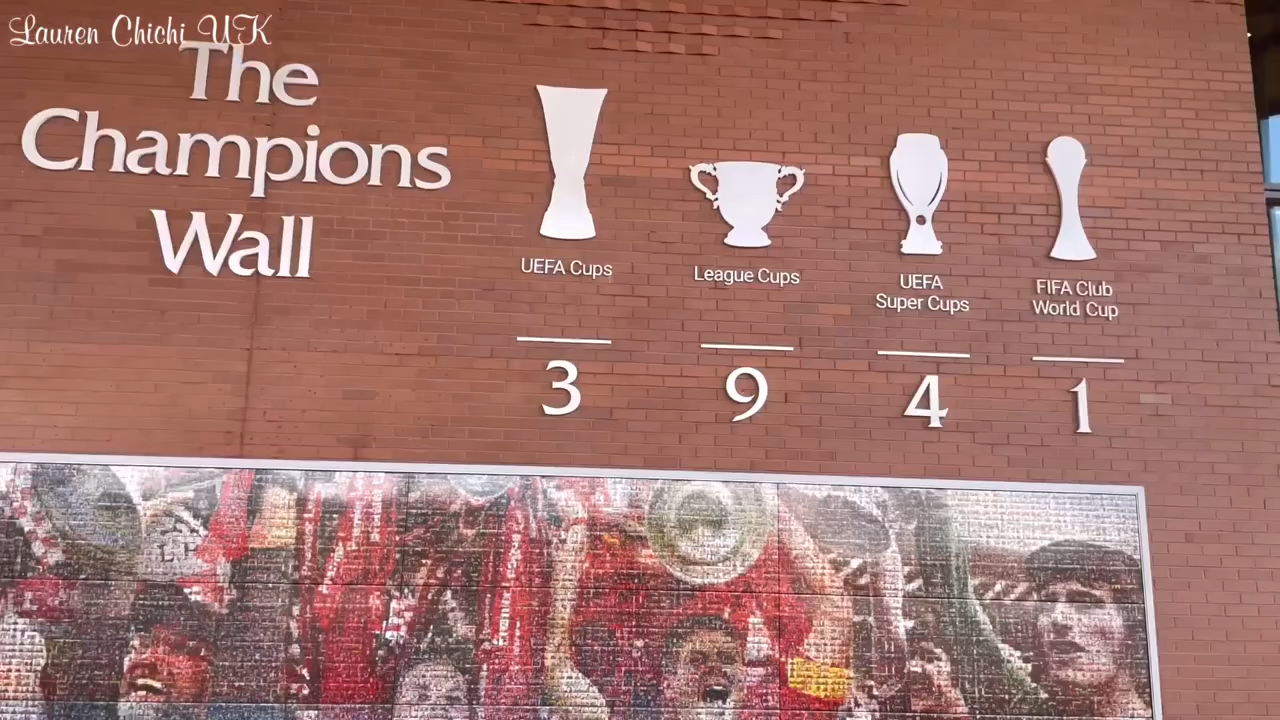 Lauren Chichi UK
The
Champions
Wall
UEFA Cups
League Cups
UEFA
Super Cups
FIFA Club
World Cup
3
9
4
1